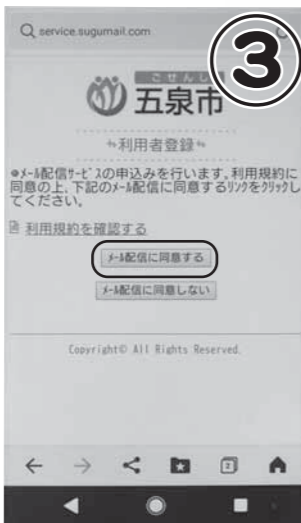 service.sugumail.com
③
ごせんし
五泉市
利用者登録
●メール配信サービスの申込みを行います。利用規約に
同意の上、下記のメール配信に同意するリンクをクリックし
てください。
利用規約を確認する
メール配信に同意する
メール配信に同意しない
Copyright© All Rights Reserved.
2